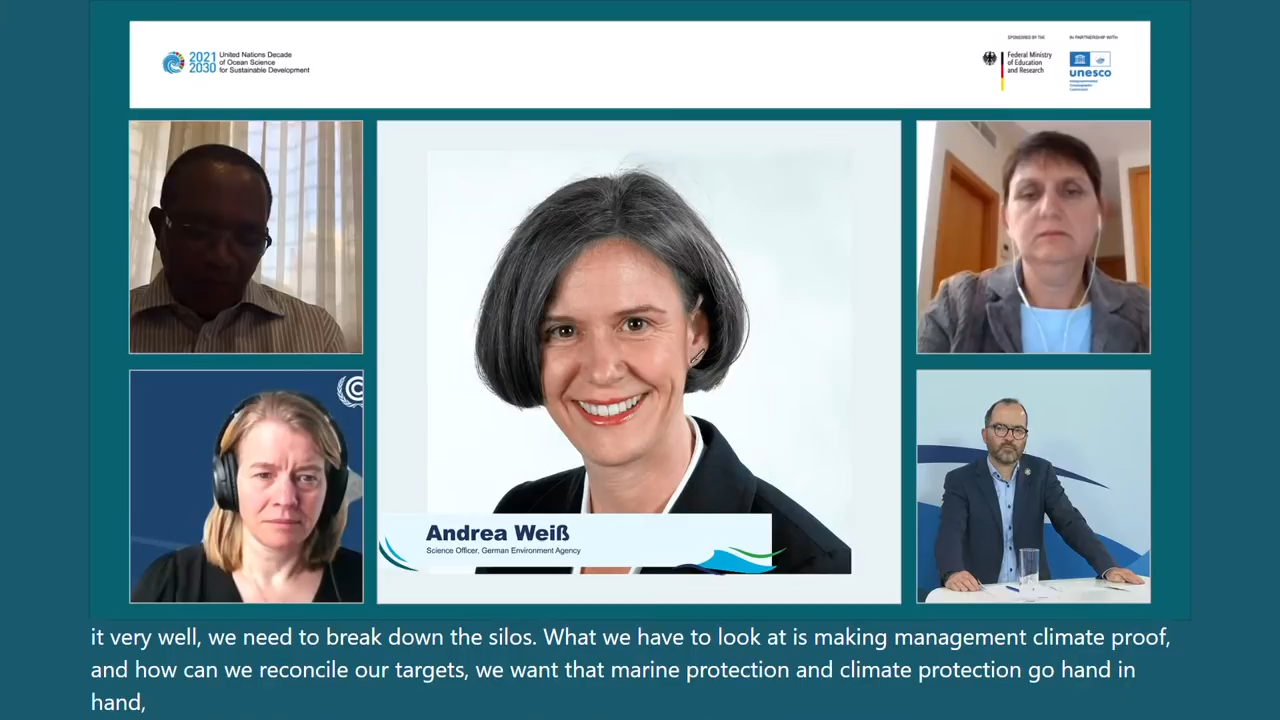 2021
2030
United Nations Decade
of Ocean Science
for Sustainable Development
SPONSORED BY THE
Federal Ministry
of Education
and Research
IN PARTNERSHIP WITH
unesco
Intergovernmental
Oceanographic
Commission
Andrea Weiß
Science Officer, German Environment Agency
it very well, we need to break down the silos. What we have to look at is making management climate proof,
and how can we reconcile our targets, we want that marine protection and climate protection go hand in
hand,